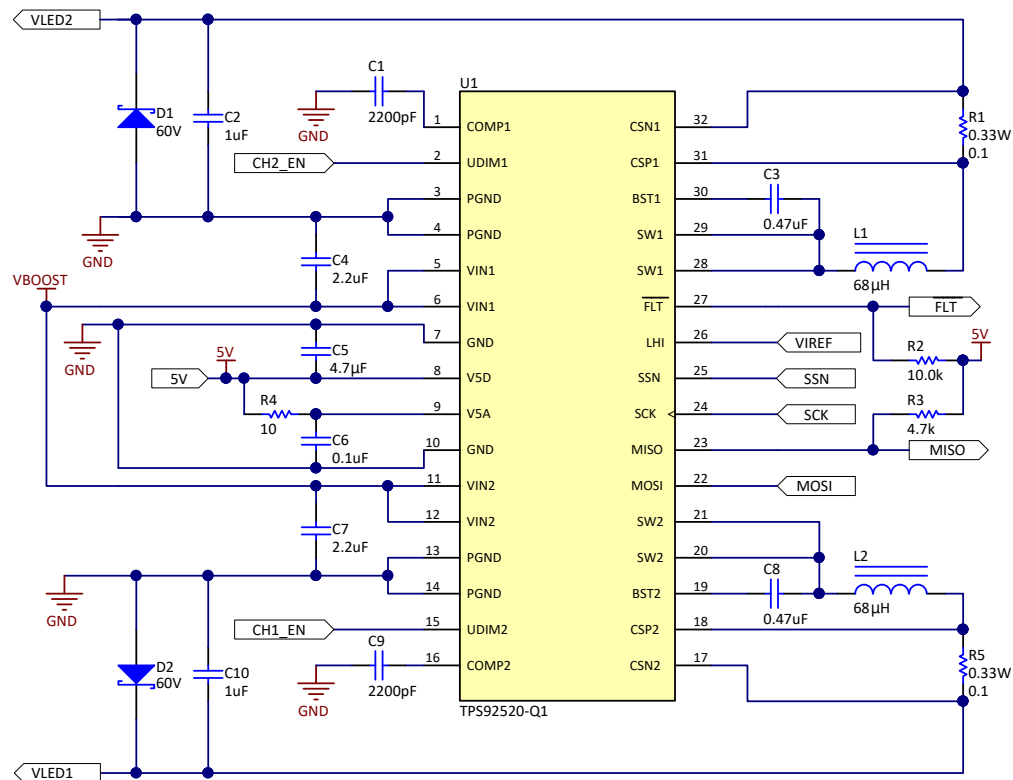 VLED2
C1
2200pF
GND
U1
D1
60V
C2
1uF
R1
0.33W
0.1
1 COMP1 CSN1 32
CH2_EN 2 UDIM1 CSP1 31
3 PGND BST1 30
C3
0.47uF
4 PGND SW1 29
GND
C4
2.2uF
5 VIN1 SW1 28
L1
68µH
VBOOST
6 VIN1 FLT 27 FLT
GND
7 GND LHI 26 VIREF
C5
4.7µF
R2
10.0k
5V
5V
5V 8 V5D SSN 25 SSN
R4
10
9 V5A SCK 24 SCK
R3
4.7k
C6
0.1uF
10 GND MISO 23 MISO
11 VIN2 MOSI 22 MOSI
C7
2.2uF
12 VIN2 SW2 21
13 PGND SW2 20
GND
14 PGND BST2 19
C8
0.47uF
L2
68µH
CH1_EN 15 UDIM2 CSP2 18
C9
2200pF
GND
16 COMP2 CSN2 17
D2
60V
C10
1uF
R5
0.33W
0.1
TPS92520-Q1
VLED1